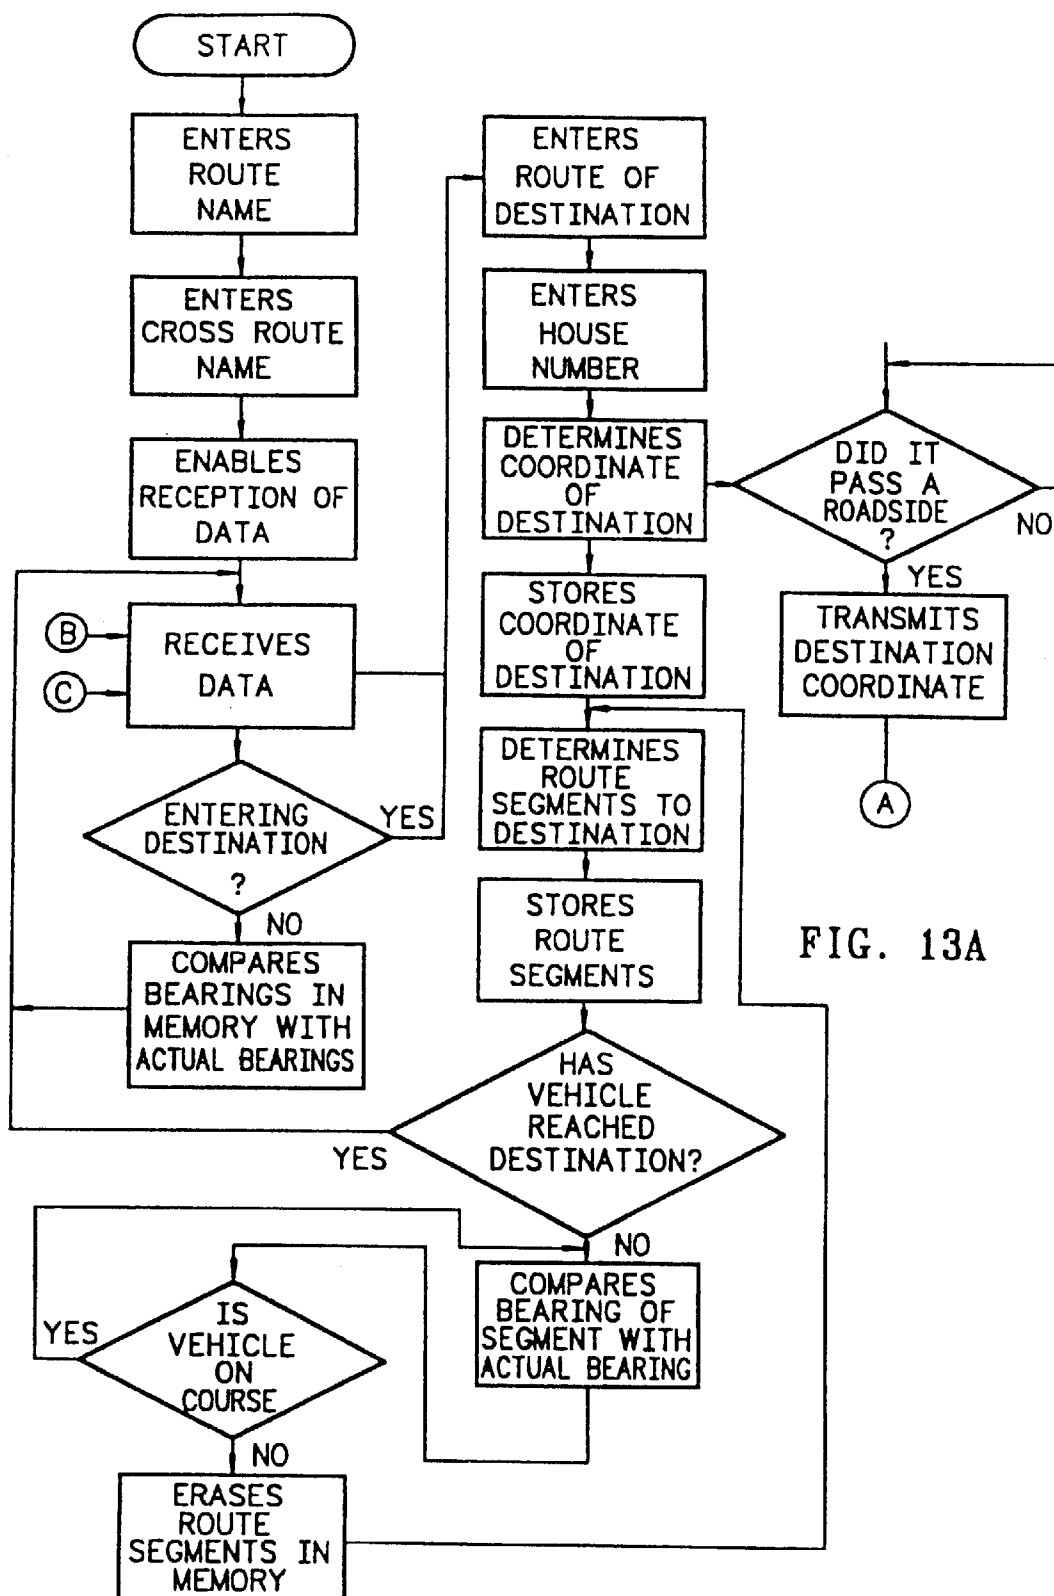 START
ENTERS
ROUTE
NAME
ENTERS
CROSS ROUTE
NAME
ENABLES
RECEPTION OF
DATA
B
C
RECEIVES
DATA
ENTERING
DESTINATION
?
YES
NO
COMPARES
BEARINGS IN
MEMORY WITH
ACTUAL BEARINGS
ENTERS
ROUTE OF
DESTINATION
ENTERS
HOUSE
NUMBER
DETERMINES
COORDINATE
OF
DESTINATION
STORES
COORDINATE
OF
DESTINATION
DETERMINES
ROUTE
SEGMENTS TO
DESTINATION
STORES
ROUTE
SEGMENTS
HAS
VEHICLE
REACHED
DESTINATION?
YES
NO
COMPARES
BEARING OF
SEGMENT WITH
ACTUAL BEARING
IS
VEHICLE
ON
COURSE
YES
NO
ERASES
ROUTE
SEGMENTS IN
MEMORY
DID IT
PASS A
ROADSIDE
?
NO
YES
TRANSMITS
DESTINATION
COORDINATE
A
FIG. 13A